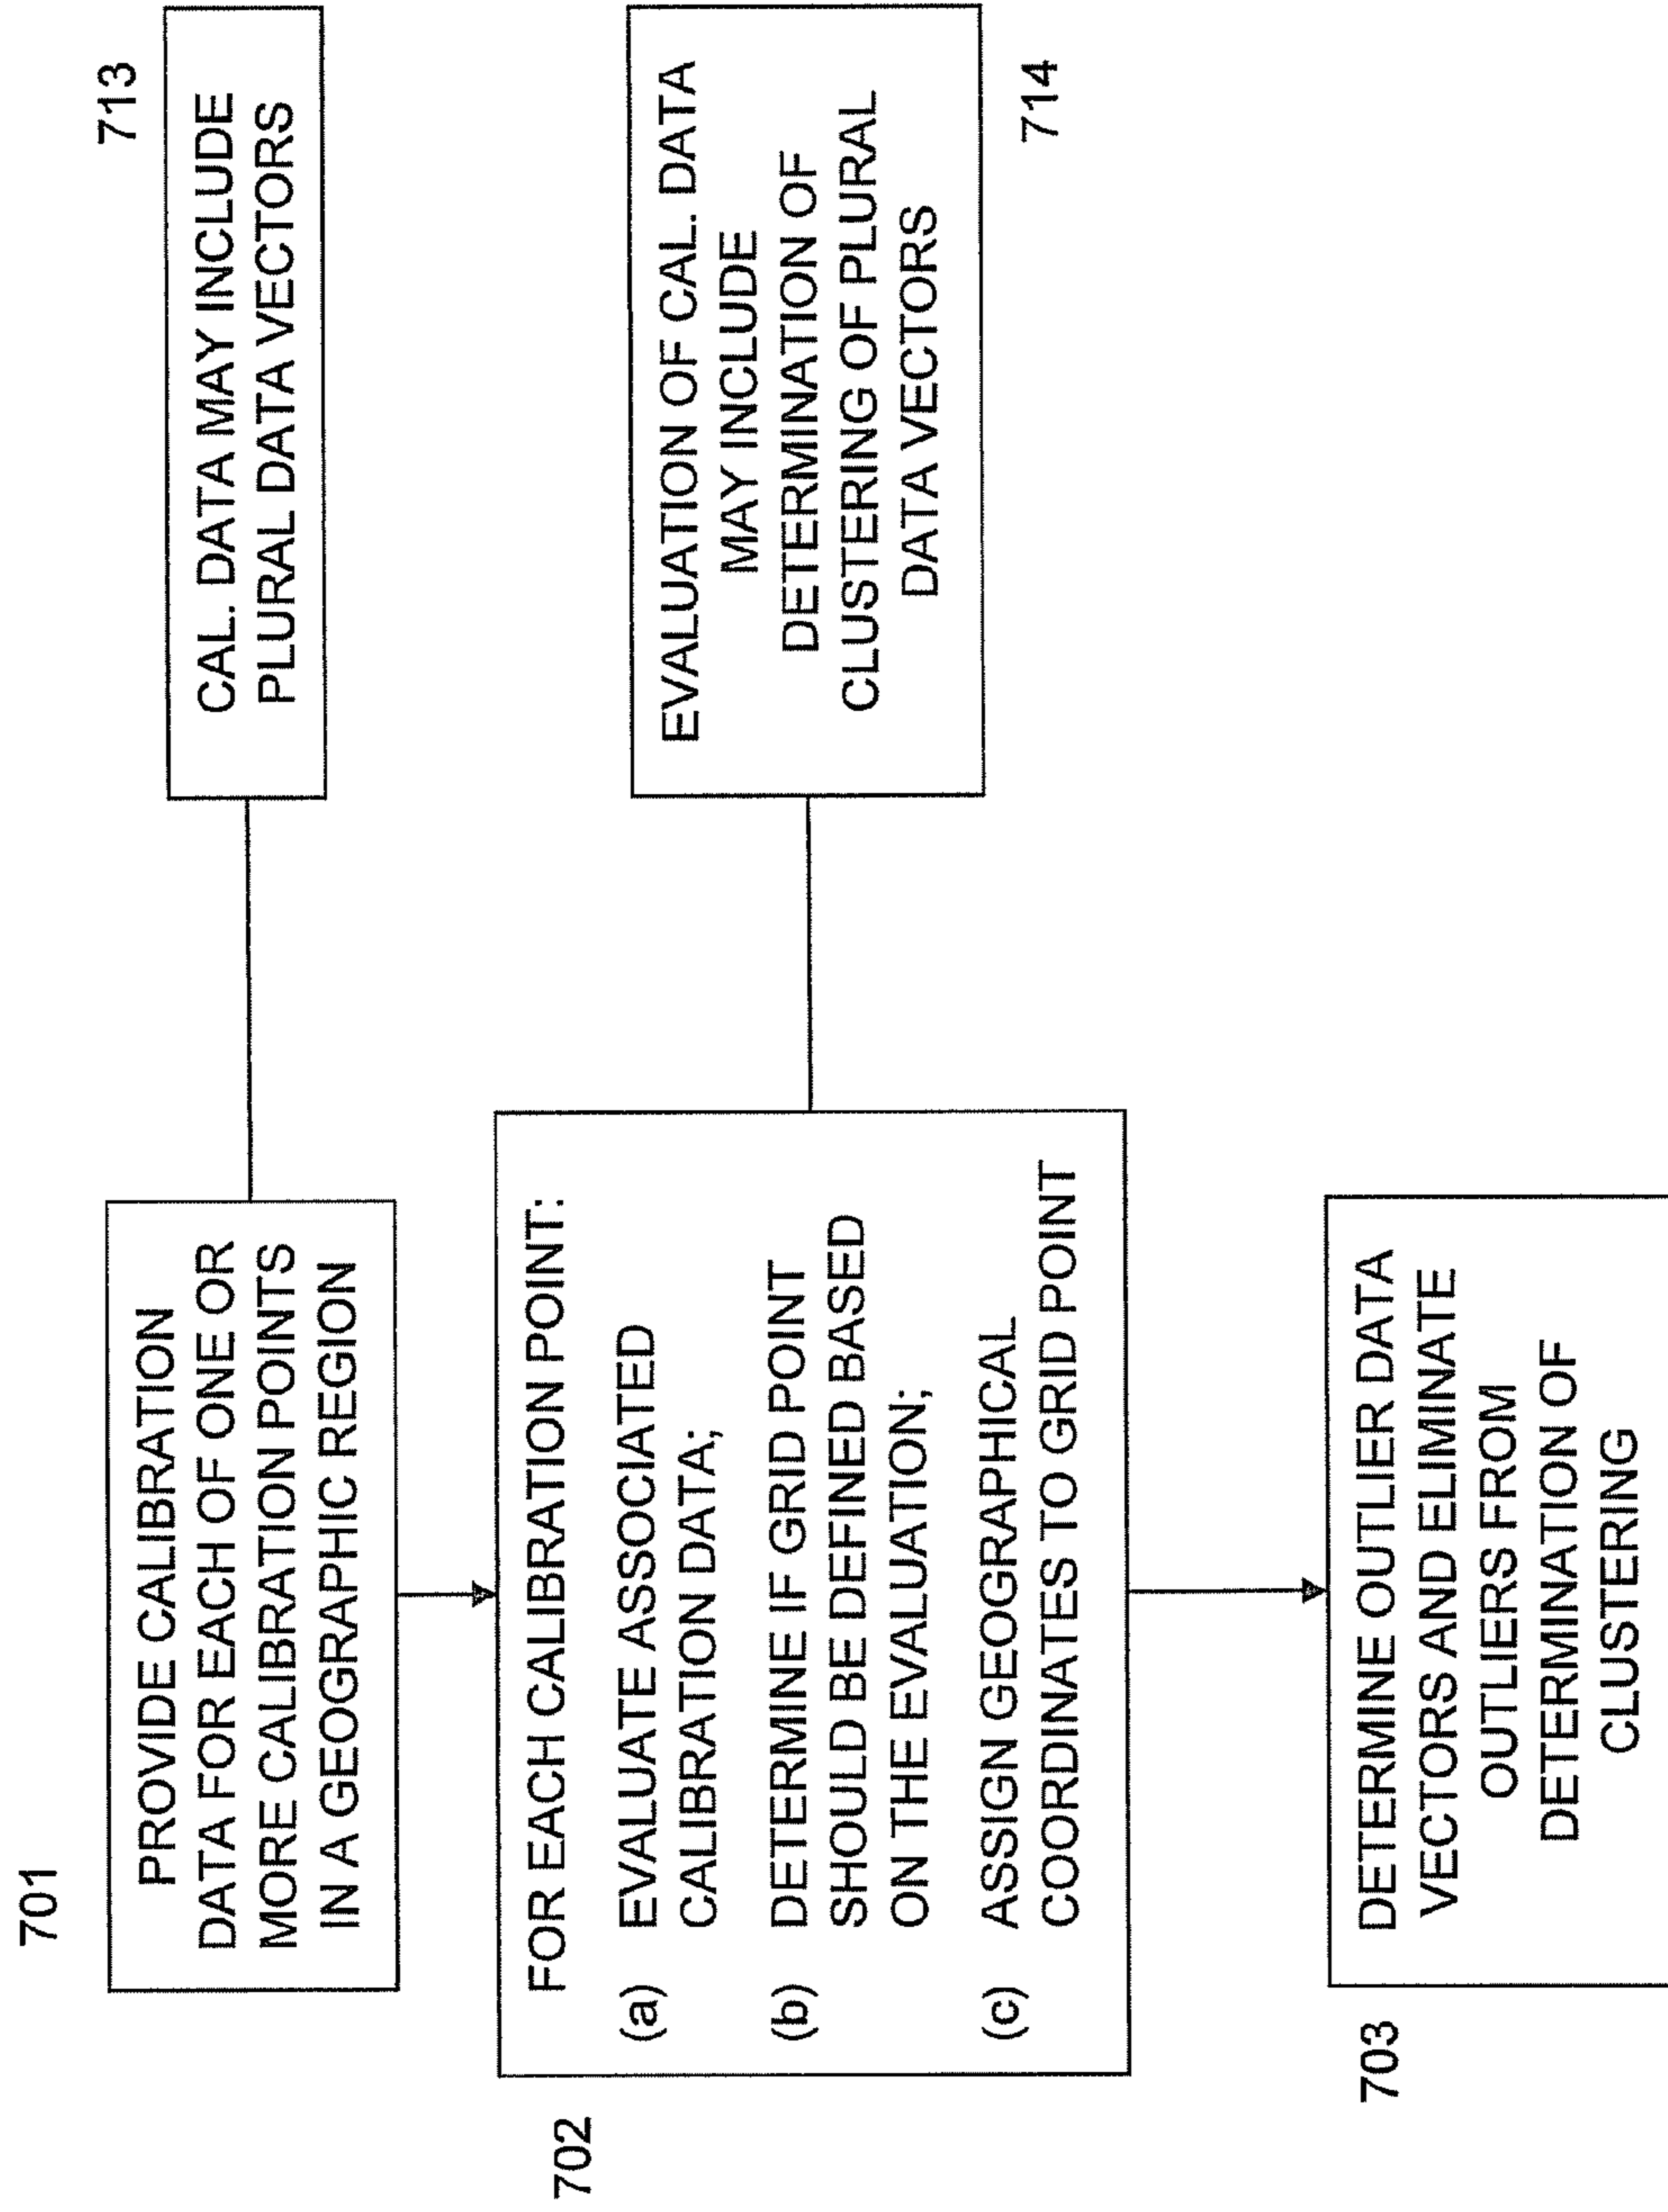 701
PROVIDE CALIBRATION
DATA FOR EACH OF ONE OR
MORE CALIBRATION POINTS
IN A GEOGRAPHIC REGION
713
CAL. DATA MAY INCLUDE
PLURAL DATA VECTORS
702
FOR EACH CALIBRATION POINT:
(a) EVALUATE ASSOCIATED
CALIBRATION DATA;
(b) DETERMINE IF GRID POINT
SHOULD BE DEFINED BASED
ON THE EVALUATION;
(c) ASSIGN GEOGRAPHICAL
COORDINATES TO GRID POINT
EVALUATION OF CAL. DATA
MAY INCLUDE
DETERMINATION OF
CLUSTERING OF PLURAL
DATA VECTORS
714
703
DETERMINE OUTLIER DATA
VECTORS AND ELIMINATE
OUTLIERS FROM
DETERMINATION OF
CLUSTERING